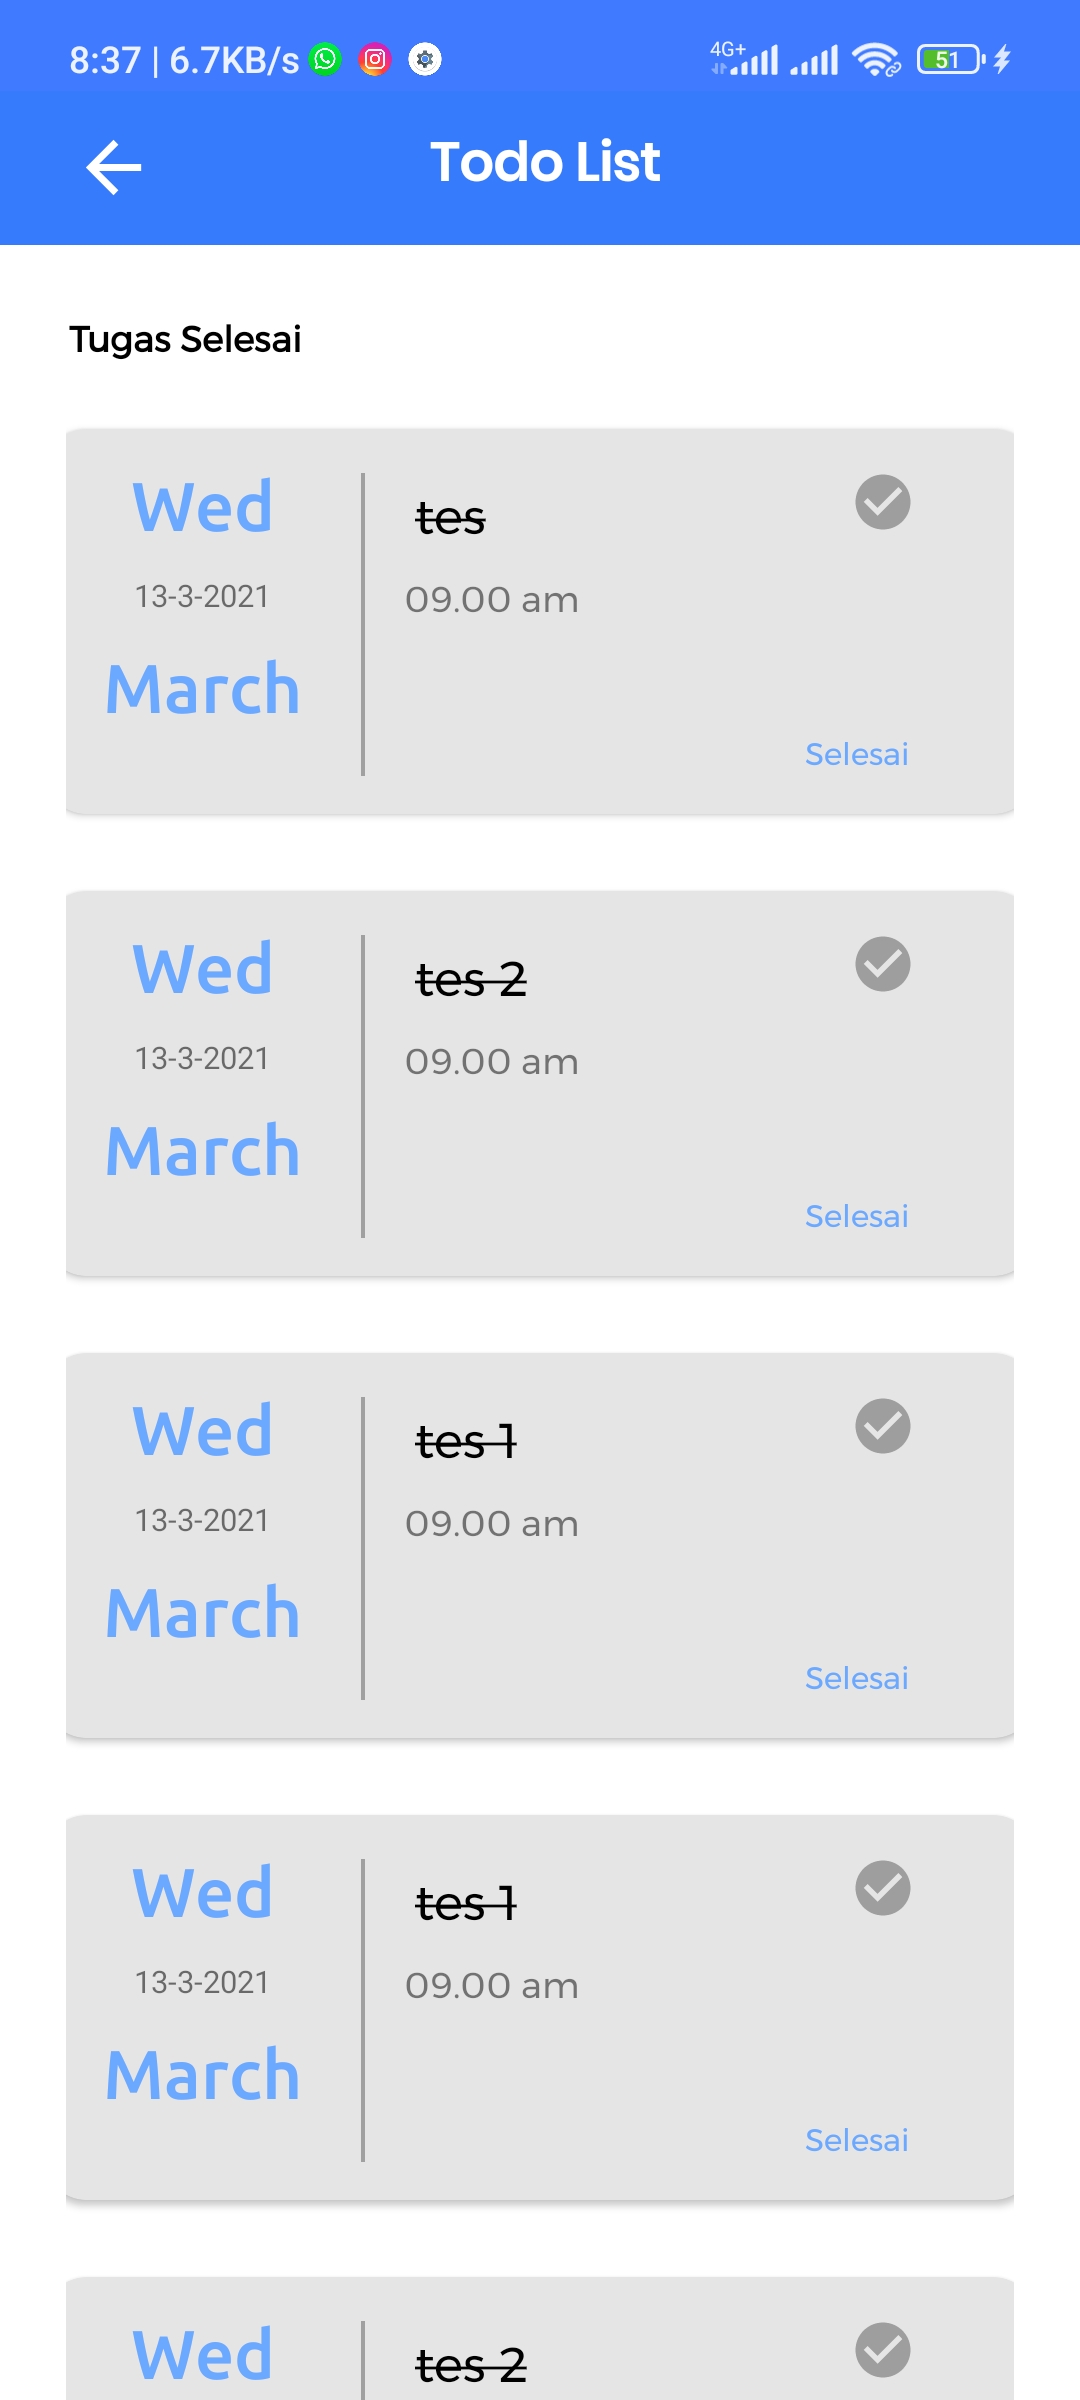 8:37 | 6.7KB/s 4G+ 51
Todo List
Tugas Selesai
Wed
13-3-2021
March
tes
09.00 am
Selesai
Wed
13-3-2021
March
tes 2
09.00 am
Selesai
Wed
13-3-2021
March
tes 1
09.00 am
Selesai
Wed
13-3-2021
March
tes 1
09.00 am
Selesai
Wed
tes 2